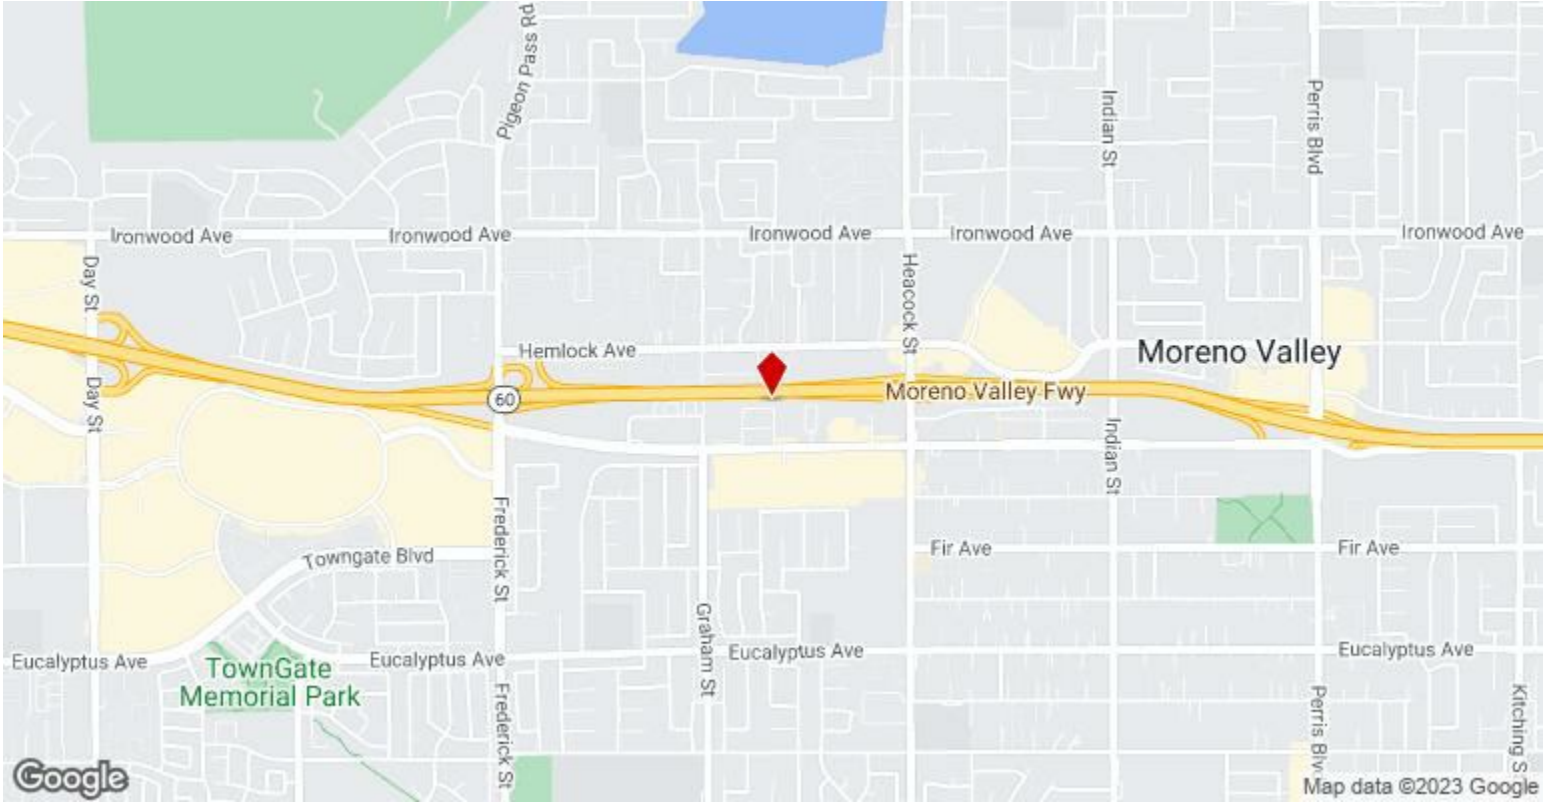 Pigeon Pass Rd
Indian St
Perris Blvd
Ironwood Ave
Ironwood Ave
Ironwood Ave
Ironwood Ave
Ironwood Ave
Day St
Heacock St
Hemlock Ave
Moreno Valley
60
Moreno Valley Fwy
Day St
Indian St
Frederick St
Towngate Blvd
Fir Ave
Fir Ave
Graham St
Eucalyptus Ave
Eucalyptus Ave
Eucalyptus Ave
Eucalyptus Ave
TownGate
Memorial Park
Frederick St
Perris Blv
Kitching S
Google
Map data ©2023 Google